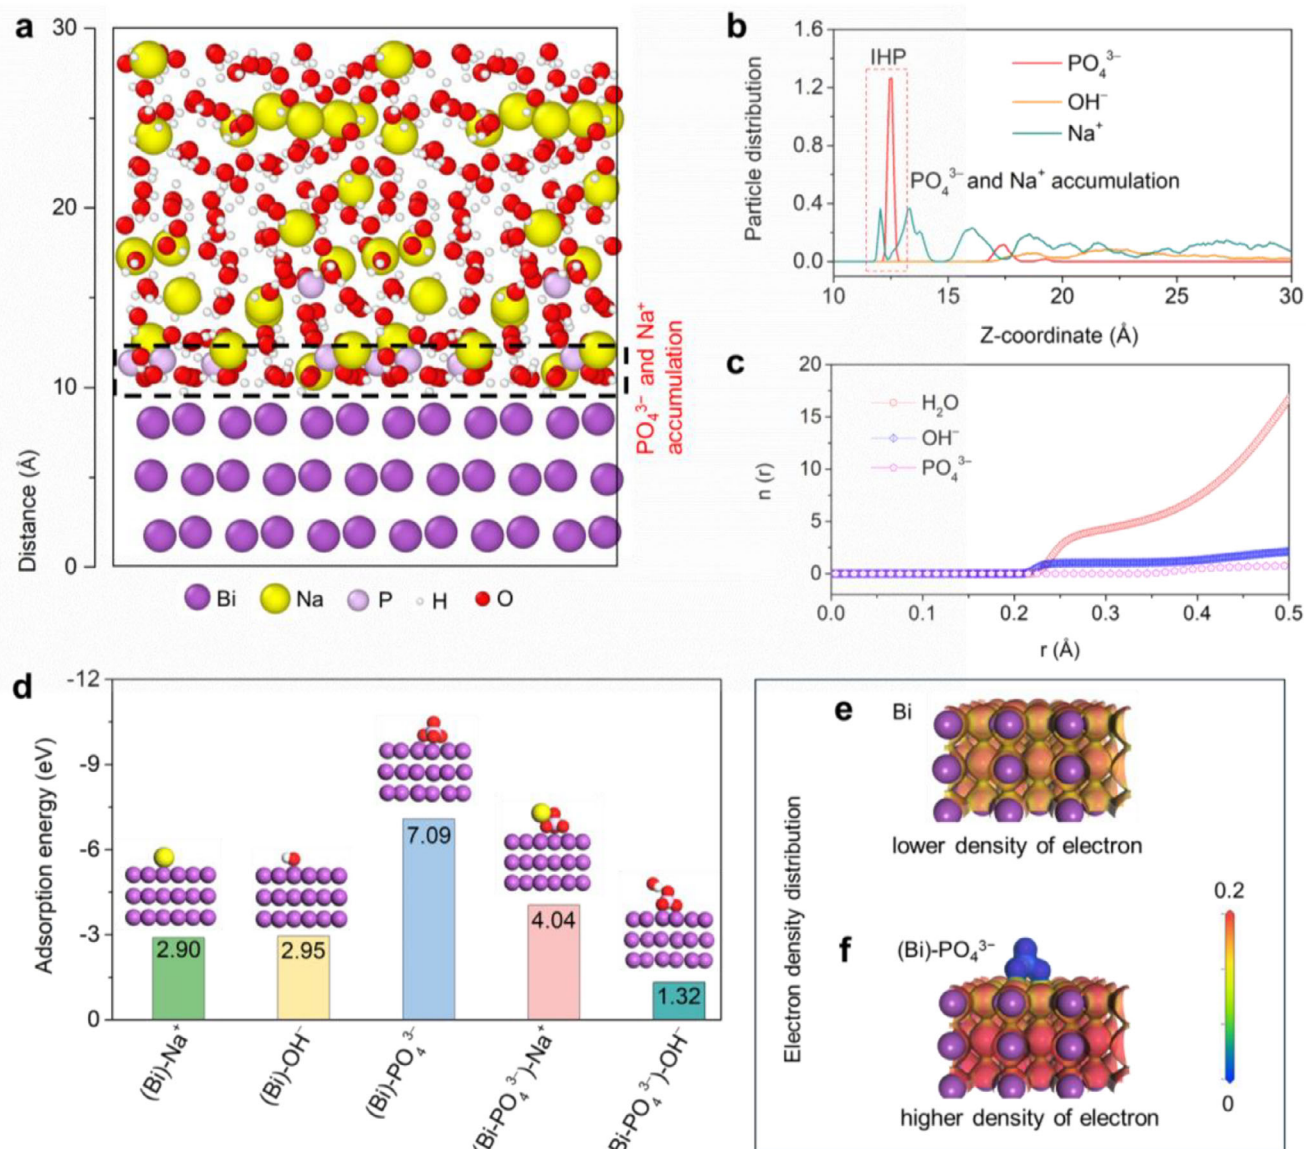 a
30
20
10
0
Distance (Å)
PO₄³⁻ and Na⁺
accumulation
Bi
Na
P
H
O
b
1.6
1.2
0.8
0.4
0.0
Particle distribution
IHP
PO₄³⁻
OH⁻
Na⁺
PO₄³⁻ and Na⁺ accumulation
10
15
20
25
30
Z-coordinate (Å)
c
20
15
10
5
0
n (r)
H₂O
OH⁻
PO₄³⁻
0.0
0.1
0.2
0.3
0.4
0.5
r (Å)
d
-12
-9
-6
-3
0
Adsorption energy (eV)
2.90
2.95
7.09
4.04
1.32
(Bi)-Na⁺
(Bi)-OH⁻
(Bi)-PO₄³⁻
(Bi-PO₄³⁻)-Na⁺
Bi-PO₄³⁻)-OH⁻
Electron density distribution
e
Bi
lower density of electron
f
(Bi)-PO₄³⁻
higher density of electron
0.2
0